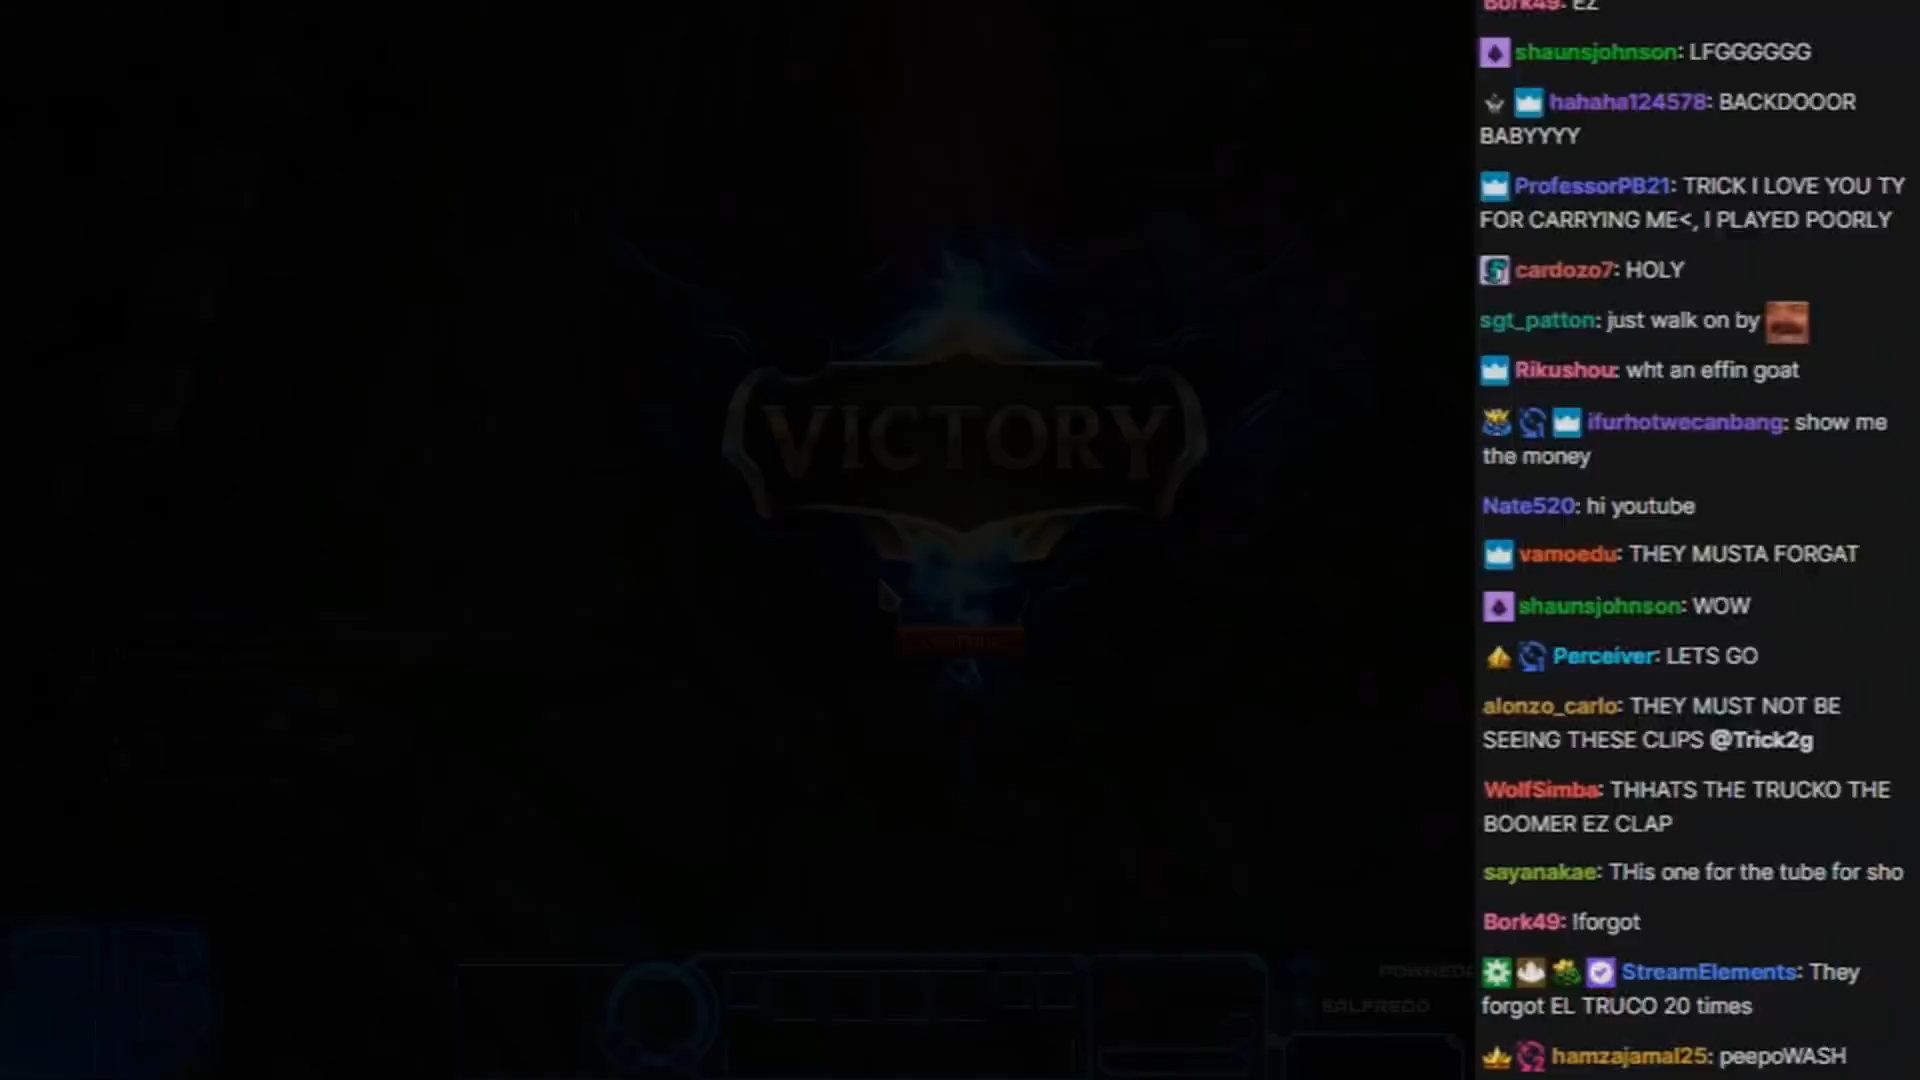 Bork49: EZ
shaunsjohnson: LFGGGGGG
hahaha124578: BACKDOOOR
BABYYYY
ProfessorPB21: TRICK I LOVE YOU TY
FOR CARRYING ME<, I PLAYED POORLY
cardozo7: HOLY
sgt_patton: just walk on by
Rikushou: wht an effin goat
ifurhotwecanbang: show me
the money
Nate520: hi youtube
vamoedu: THEY MUSTA FORGAT
shaunsjohnson: WOW
Perceiver: LETS GO
alonzo_carlo: THEY MUST NOT BE
SEEING THESE CLIPS @Trick2g
WolfSimba: THHATS THE TRUCKO THE
BOOMER EZ CLAP
sayanakae: THis one for the tube for sho
Bork49: !forgot
StreamElements: They
forgot EL TRUCO 20 times
hamzajamal25: peepoWASH
VICTORY